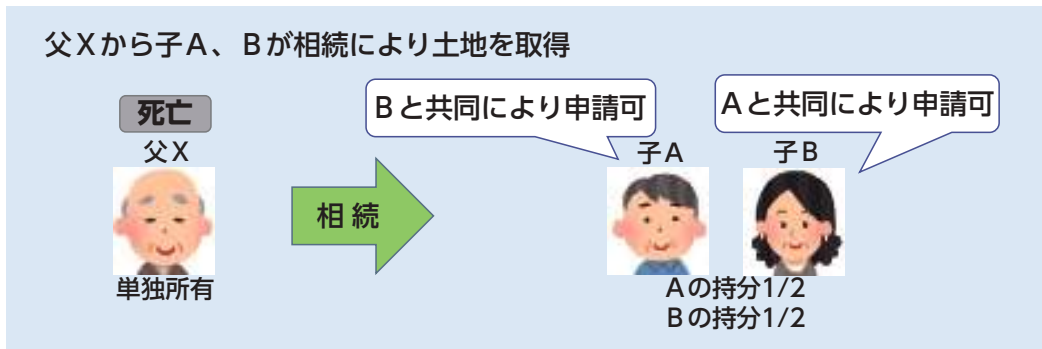 父Xから子A、Bが相続により土地を取得
死亡
父X
単独所有
相 続
Bと共同により申請可
Aと共同により申請可
子A
子B
Aの持分1/2
Bの持分1/2